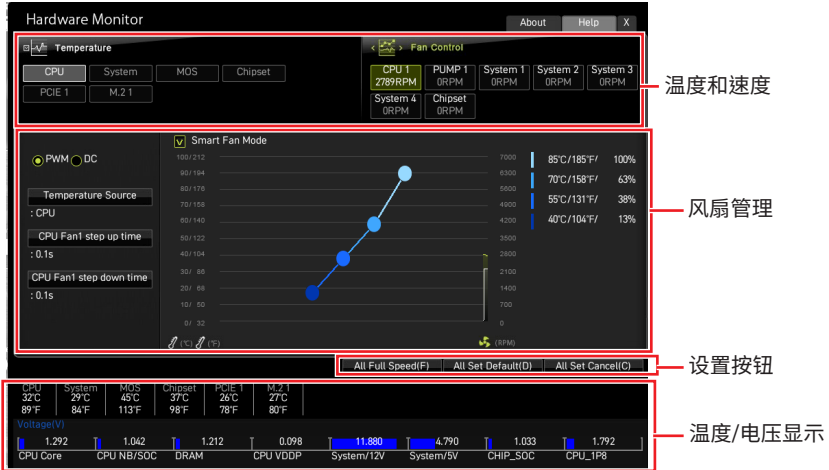 Hardware Monitor
About Help X
Temperature
Fan Control
CPU System MOS Chipset
PCIE 1 M.2 1
CPU 1 PUMP 1 System 1 System 2 System 3
2789RPM 0RPM 0RPM 0RPM 0RPM
System 4 Chipset
0RPM 0RPM
温度和速度
Smart Fan Mode
PWM DC
Temperature Source
: CPU
CPU Fan1 step up time
: 0.1s
CPU Fan1 step down time
: 0.1s
100/212 7000
90/194 6300
80/176 5600
70/158 4900
60/140 4200
50/122 3500
40/104 2800
30/ 86 2100
20/ 68 1400
10/ 50 700
0/ 32 0
(℃) (℉) (RPM)
85℃/185℉/ 100%
70℃/158℉/ 63%
55℃/131℉/ 38%
40℃/104℉/ 13%
风扇管理
All Full Speed(F) All Set Default(D) All Set Cancel(C)
设置按钮
CPU System MOS Chipset PCIE 1 M.2 1
32℃ 29℃ 45℃ 37℃ 26℃ 27℃
89℉ 84℉ 113℉ 98℉ 78℉ 80℉
Voltage(V)
1.292 1.042 1.212 0.098 11.880 4.790 1.033 1.792
CPU Core CPU NB/SOC DRAM CPU VDDP System/12V System/5V CHIP_SOC CPU_1P8
温度/电压显示